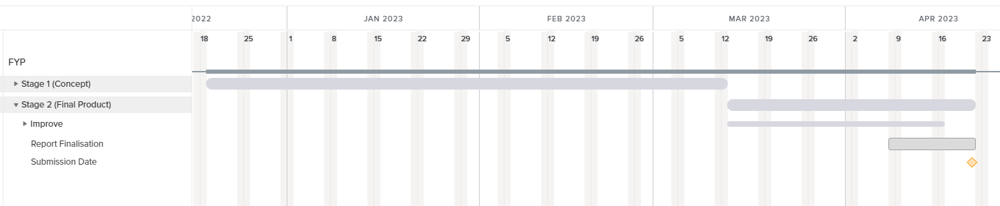 2022 JAN 2023 FEB 2023 MAR 2023 APR 2023
18 25 1 8 15 22 29 5 12 19 26 5 12 19 26 2 9 16 23
FYP
Stage 1 (Concept)
Stage 2 (Final Product)
Improve
Report Finalisation
Submission Date